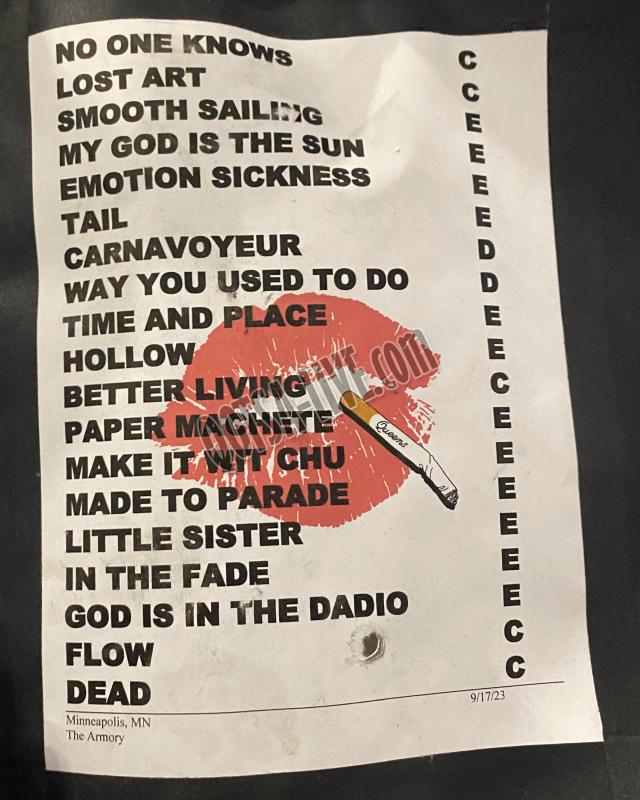 NO ONE KNOWS C
LOST ART C
SMOOTH SAILING E
MY GOD IS THE SUN E
EMOTION SICKNESS E
TAIL E
CARNAVOYEUR D
WAY YOU USED TO DO D
TIME AND PLACE E
HOLLOW E
BETTER LIVING C
PAPER MACHETE E
MAKE IT WIT CHU E
MADE TO PARADE E
LITTLE SISTER E
IN THE FADE E
GOD IS IN THE DADIO E
FLOW C
DEAD C
Queens
Minneapolis, MN 9/17/23
The Armory